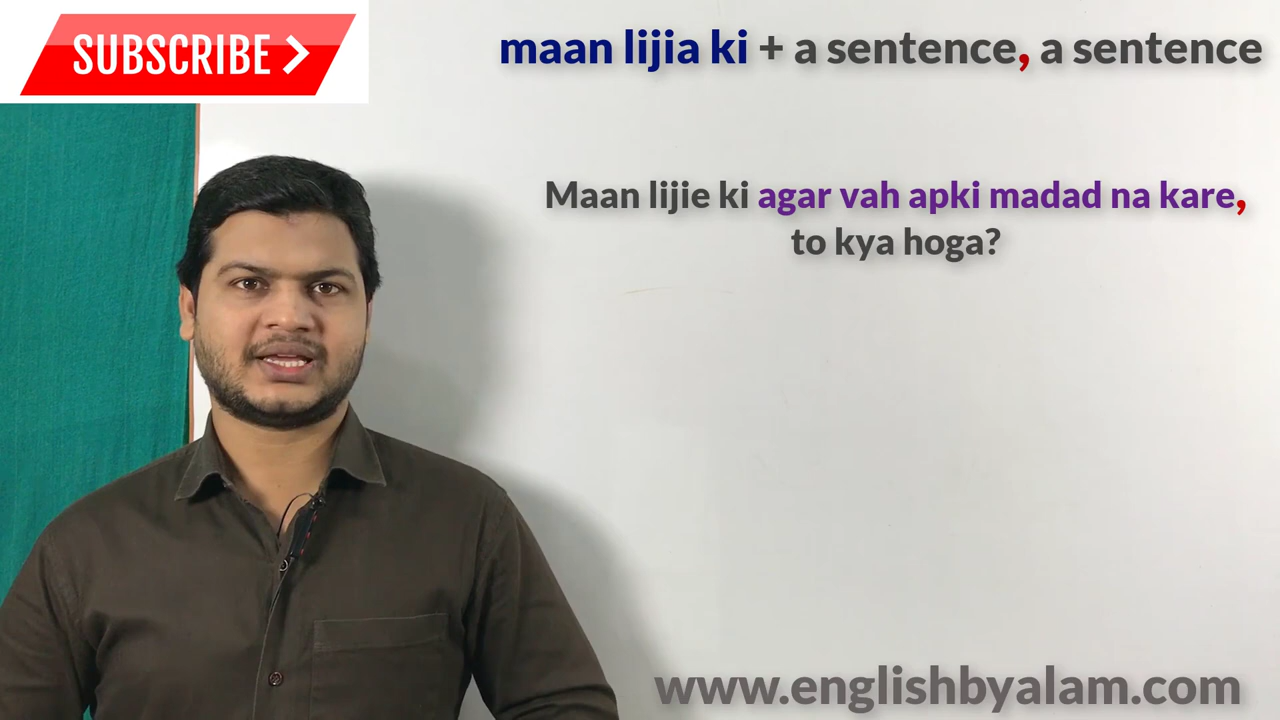 SUBSCRIBE
maan lijia ki + a sentence, a sentence
Maan lijie ki agar vah apki madad na kare,
to kya hoga?
www.englishbyalam.com